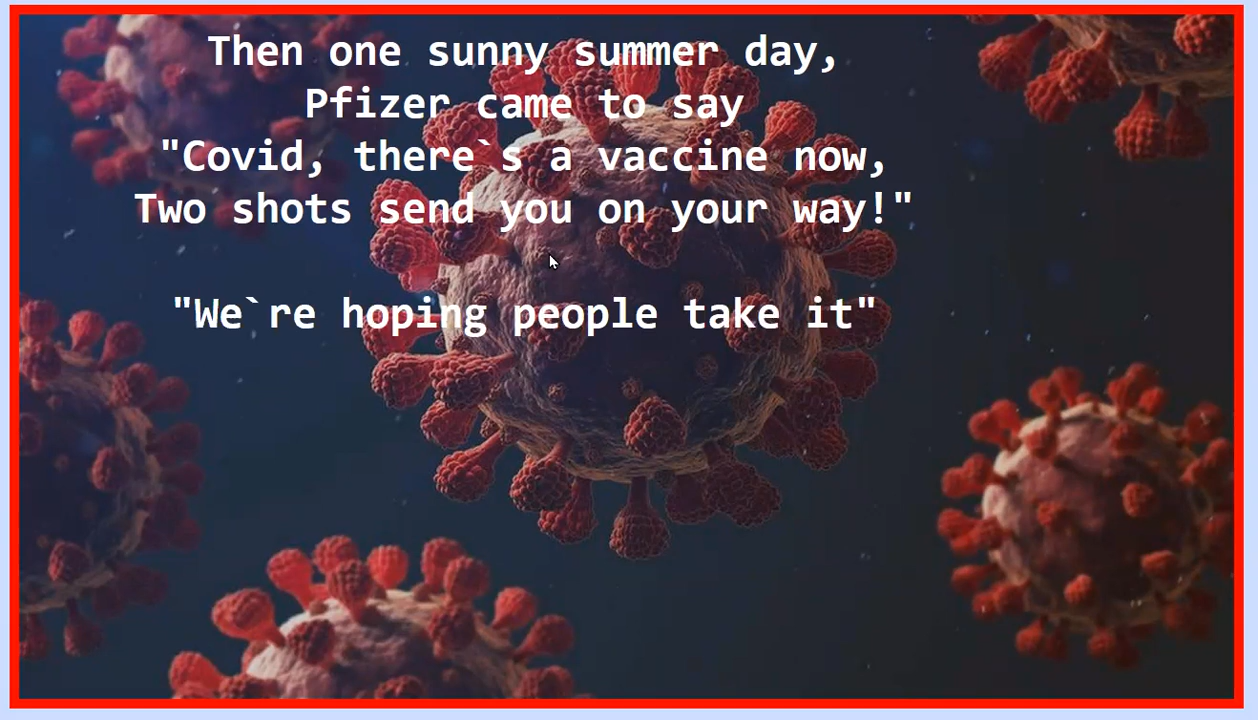 Then one sunny summer day,
Pfizer came to say
"Covid, there`s a vaccine now,
Two shots send you on your way!"
"We`re hoping people take it"